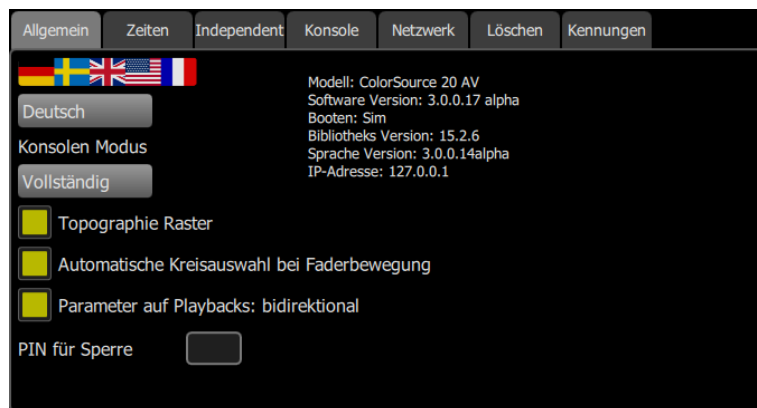 Allgemein Zeiten Independent Konsole Netzwerk Löschen Kennungen
Deutsch
Konsolen Modus
Vollständig
Modell: ColorSource 20 AV
Software Version: 3.0.0.17 alpha
Booten: Sim
Bibliotheks Version: 15.2.6
Sprache Version: 3.0.0.14alpha
IP-Adresse: 127.0.0.1
Topographie Raster
Automatische Kreisauswahl bei Faderbewegung
Parameter auf Playbacks: bidirektional
PIN für Sperre